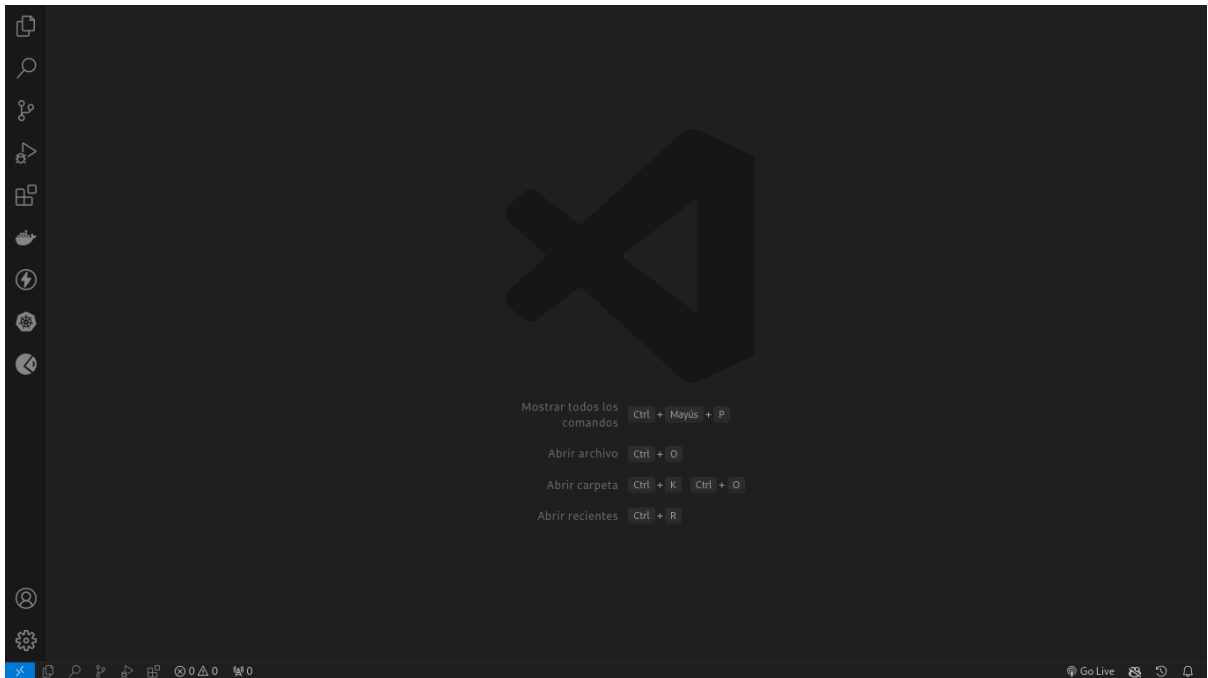 Mostrar todos los
comandos
Ctrl + Mayús + P
Abrir archivo Ctrl + O
Abrir carpeta Ctrl + K Ctrl + O
Abrir recientes Ctrl + R
0 0 0 Go Live